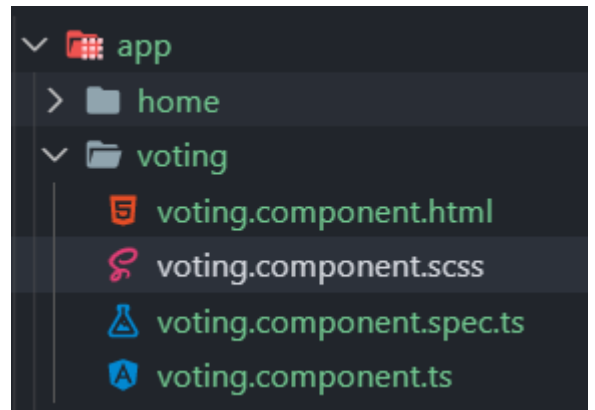 app
home
voting
voting.component.html
voting.component.scss
voting.component.spec.ts
voting.component.ts